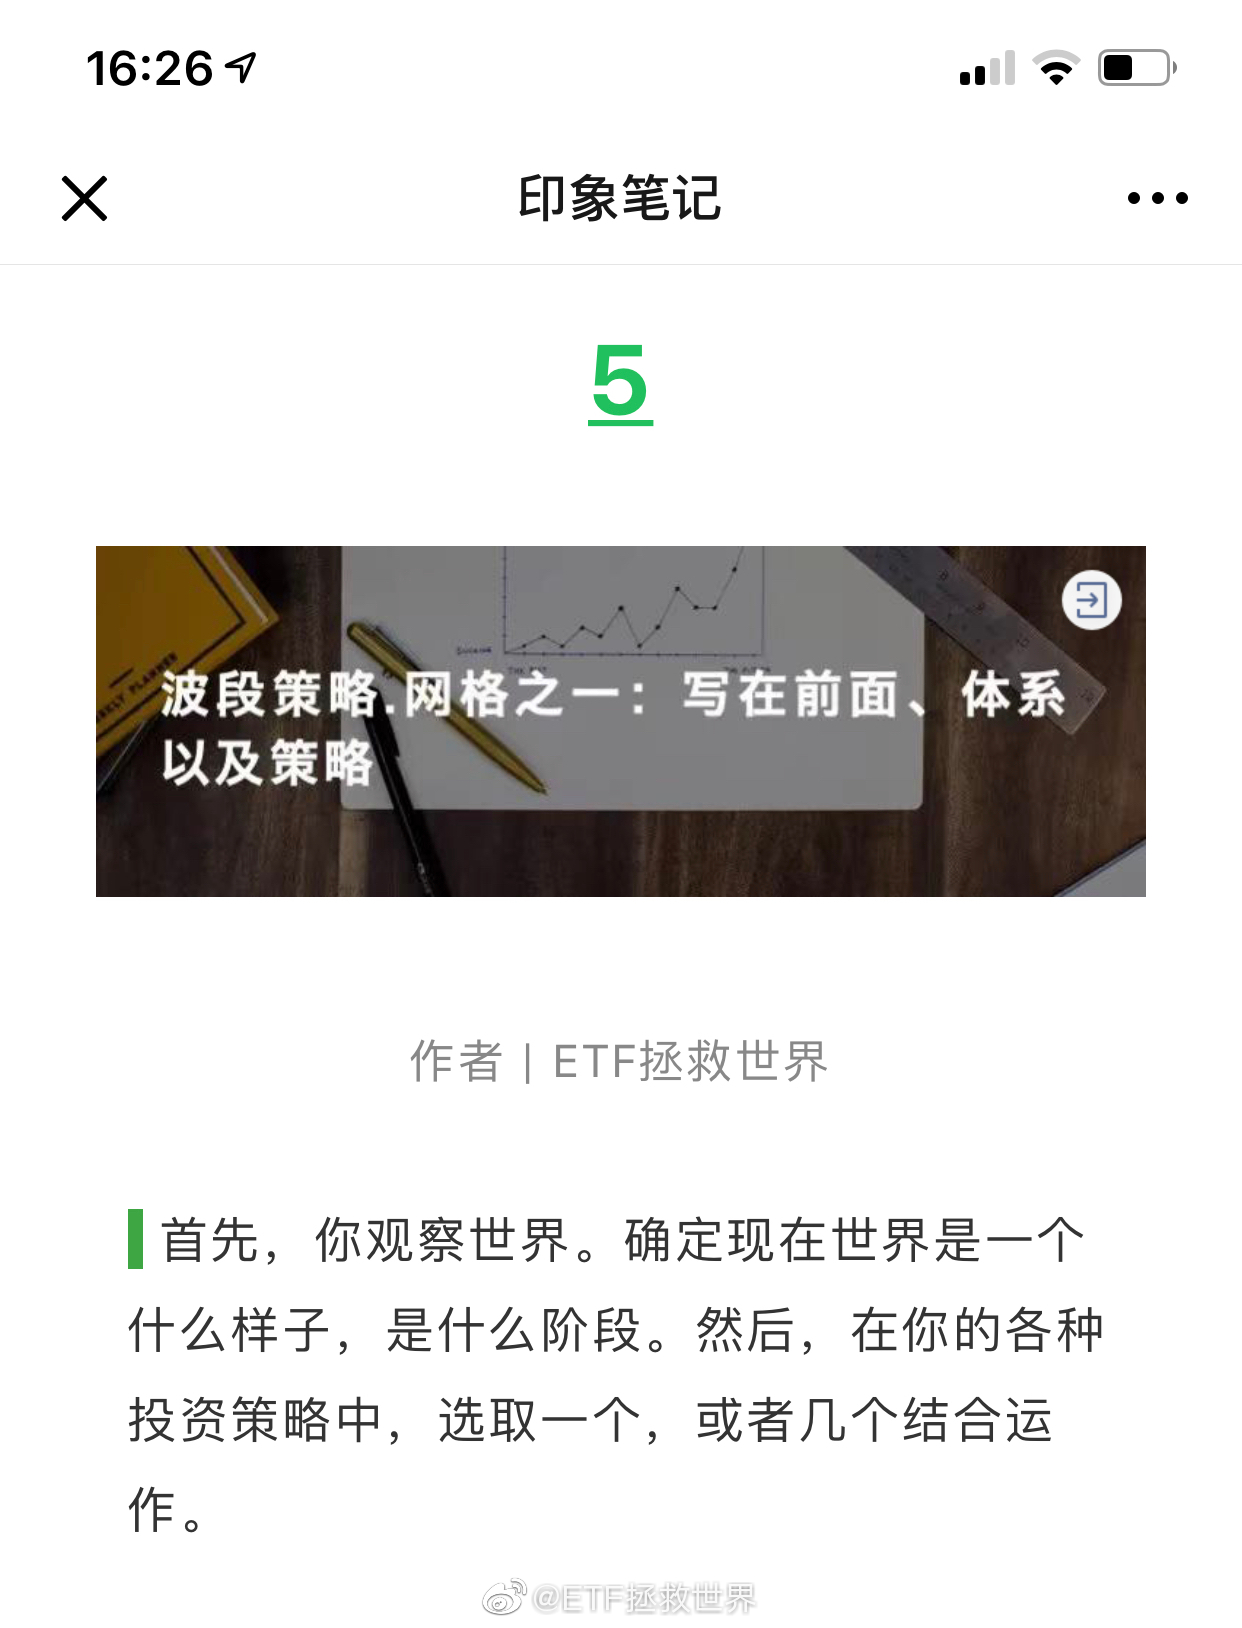 16:26
印象笔记
5
波段策略.网格之一：写在前面、体系
以及策略
作者 | ETF拯救世界
首先，你观察世界。确定现在世界是一个
什么样子，是什么阶段。然后，在你的各种
投资策略中，选取一个，或者几个结合运
作。
@ETF拯救世界